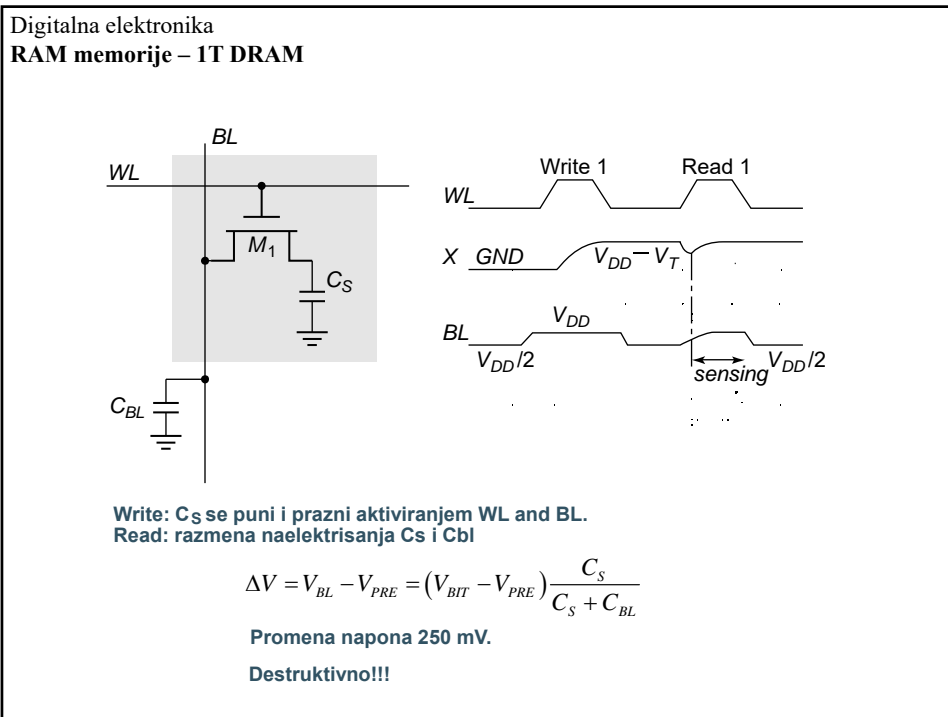 Digitalna elektronika
RAM memorije – 1T DRAM
BL
WL
M1
CS
CBL
Write 1 Read 1
WL
X GND VDD – VT
BL VDD
VDD/2 sensing VDD/2
Write: CS se puni i prazni aktiviranjem WL and BL.
Read: razmena naelektrisanja Cs i Cbl
ΔV = VBL − VPRE = (VBIT − VPRE) CS / (CS + CBL)
Promena napona 250 mV.
Destruktivno!!!